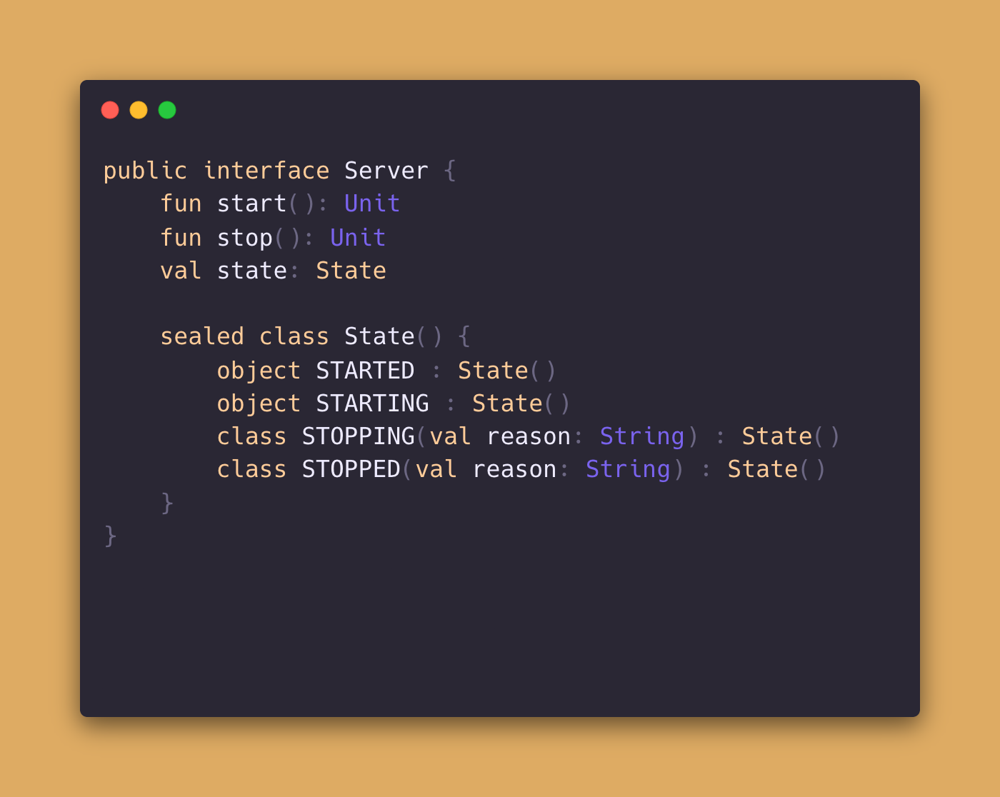 public interface Server {
    fun start(): Unit
    fun stop(): Unit
    val state: State

    sealed class State() {
        object STARTED : State()
        object STARTING : State()
        class STOPPING(val reason: String) : State()
        class STOPPED(val reason: String) : State()
    }
}